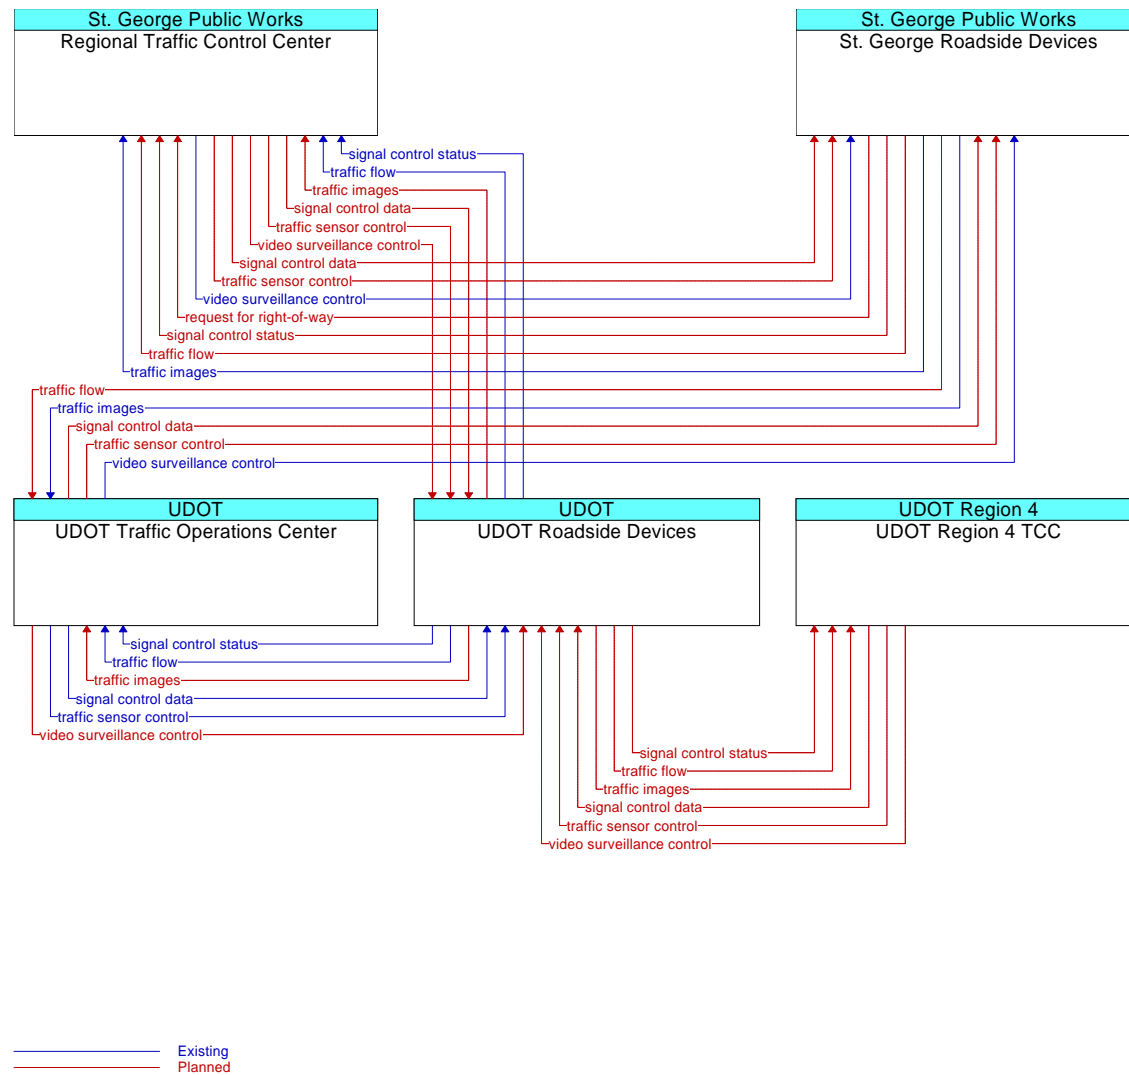 St. George Public Works
Regional Traffic Control Center
St. George Public Works
St. George Roadside Devices
signal control status
traffic flow
traffic images
signal control data
traffic sensor control
video surveillance control
signal control data
traffic sensor control
video surveillance control
request for right-of-way
signal control status
traffic flow
traffic images
traffic flow
traffic images
signal control data
traffic sensor control
video surveillance control
UDOT
UDOT Traffic Operations Center
UDOT
UDOT Roadside Devices
UDOT Region 4
UDOT Region 4 TCC
signal control status
traffic flow
traffic images
signal control data
traffic sensor control
video surveillance control
signal control status
traffic flow
traffic images
signal control data
traffic sensor control
video surveillance control
Existing
Planned